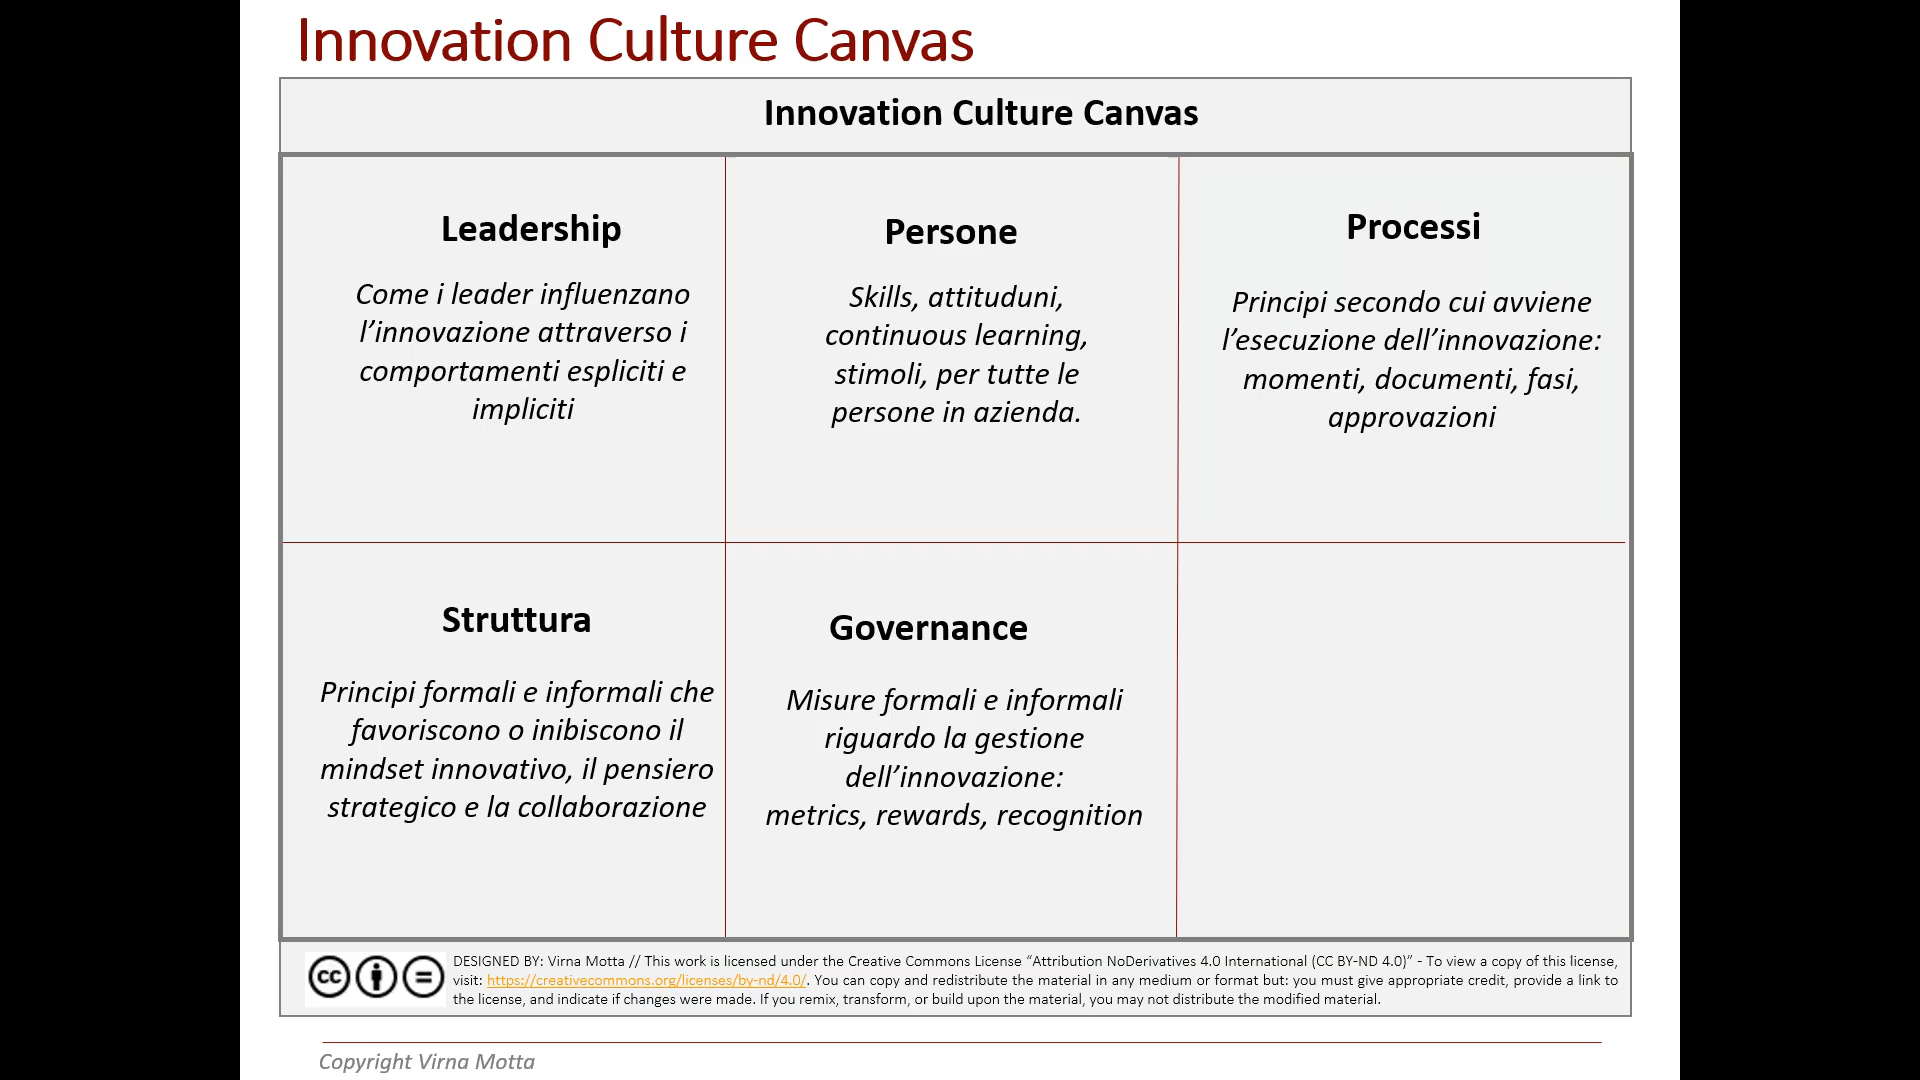 Innovation Culture Canvas
Innovation Culture Canvas
Leadership
Come i leader influenzano
l’innovazione attraverso i
comportamenti espliciti e
impliciti
Persone
Skills, attituduni,
continuous learning,
stimoli, per tutte le
persone in azienda.
Processi
Principi secondo cui avviene
l’esecuzione dell’innovazione:
momenti, documenti, fasi,
approvazioni
Struttura
Principi formali e informali che
favoriscono o inibiscono il
mindset innovativo, il pensiero
strategico e la collaborazione
Governance
Misure formali e informali
riguardo la gestione
dell’innovazione:
metrics, rewards, recognition
cc
DESIGNED BY: Virna Motta // This work is licensed under the Creative Commons License “Attribution NoDerivatives 4.0 International (CC BY-ND 4.0)” - To view a copy of this license,
visit: https://creativecommons.org/licenses/by-nd/4.0/. You can copy and redistribute the material in any medium or format but: you must give appropriate credit, provide a link to
the license, and indicate if changes were made. If you remix, transform, or build upon the material, you may not distribute the modified material.
Copyright Virna Motta